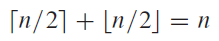 ⌈n/2⌉ + ⌊n/2⌋ = n